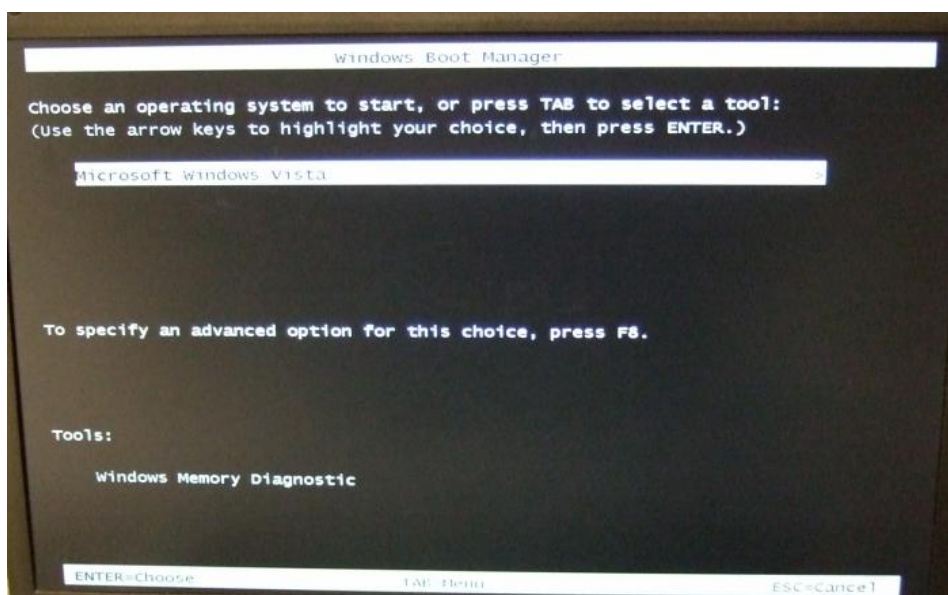 Windows Boot Manager
Choose an operating system to start, or press TAB to select a tool:
(Use the arrow keys to highlight your choice, then press ENTER.)
Microsoft Windows Vista >
To specify an advanced option for this choice, press F8.
Tools:
Windows Memory Diagnostic
ENTER=Choose TAB Menu ESC=Cancel